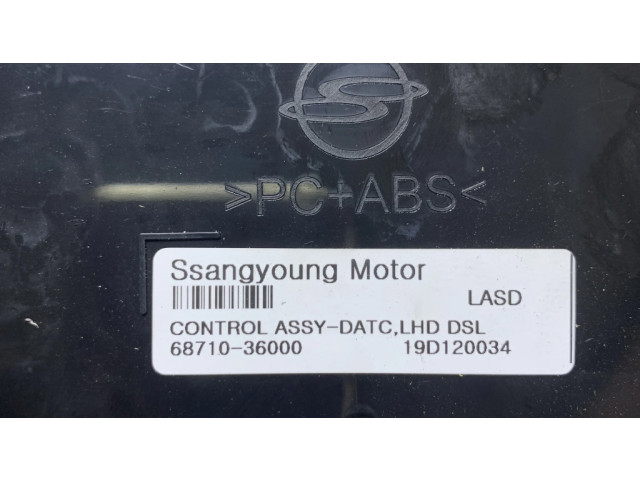 >PC+ABS<
Ssangyoung Motor
LASD
CONTROL ASSY-DATC,LHD DSL
68710-36000 19D120034